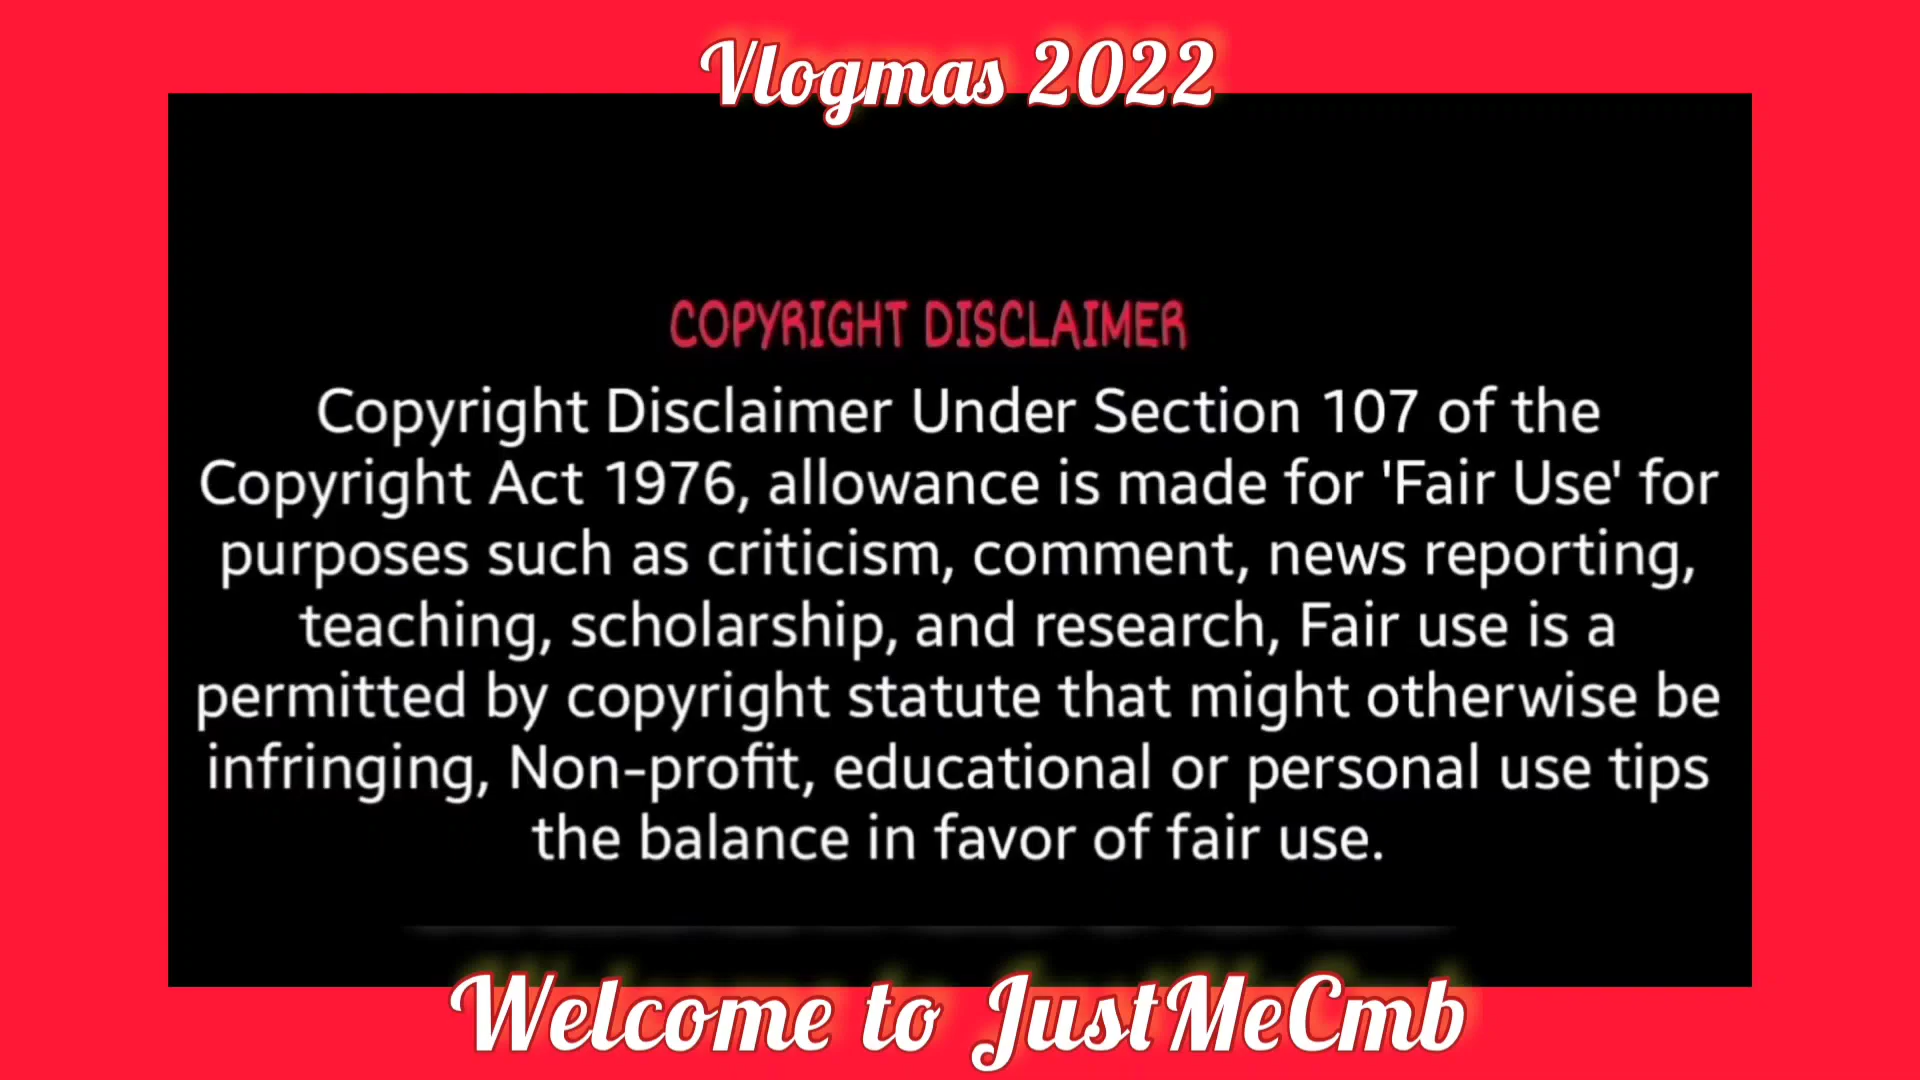 Vlogmas 2022
COPYRIGHT DISCLAIMER
Copyright Disclaimer Under Section 107 of the
Copyright Act 1976, allowance is made for 'Fair Use' for
purposes such as criticism, comment, news reporting,
teaching, scholarship, and research, Fair use is a
permitted by copyright statute that might otherwise be
infringing, Non-profit, educational or personal use tips
the balance in favor of fair use.
Welcome to JustMeCmb